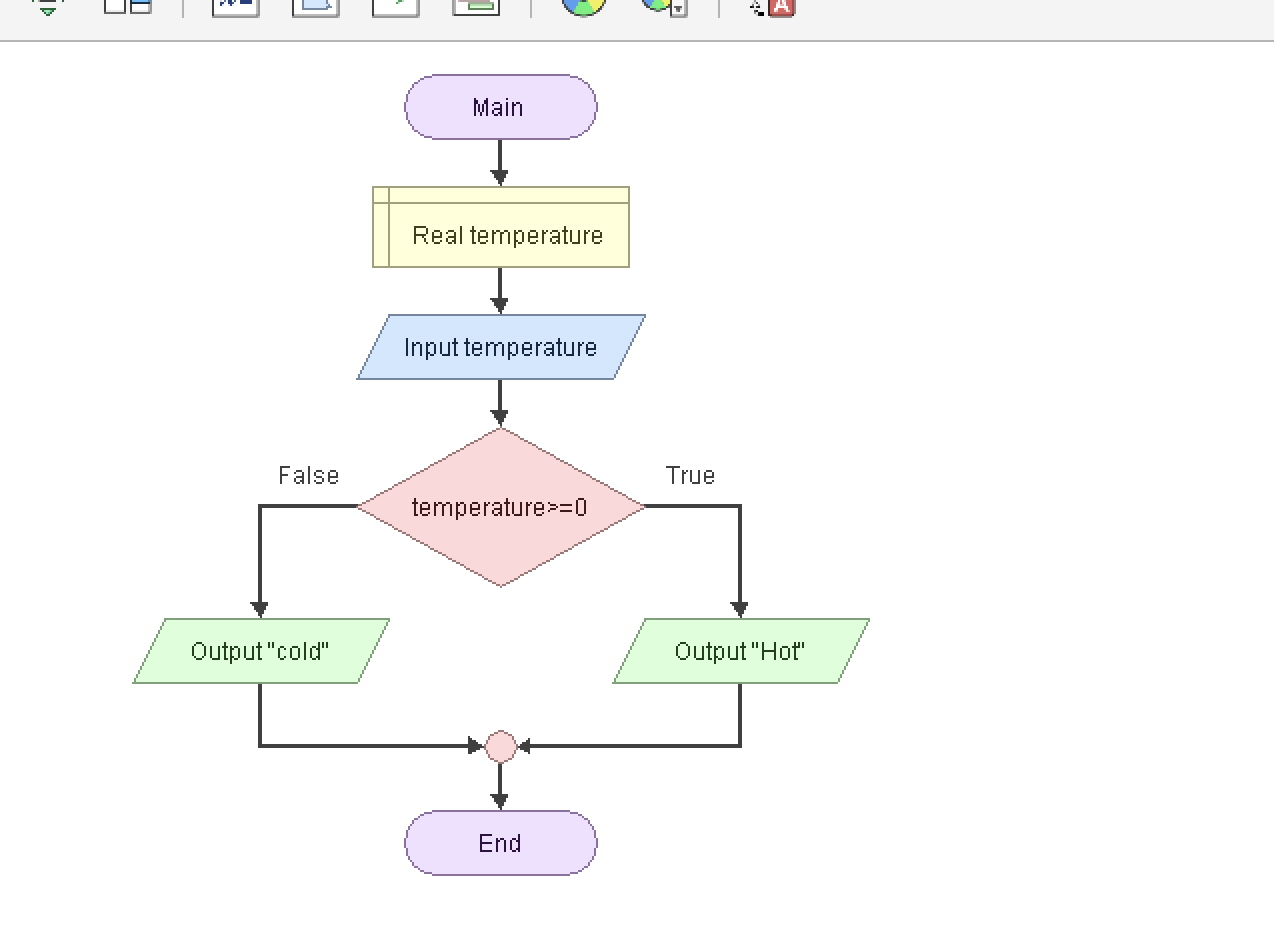 Main
Real temperature
Input temperature
False
True
temperature>=0
Output "cold"
Output "Hot"
End